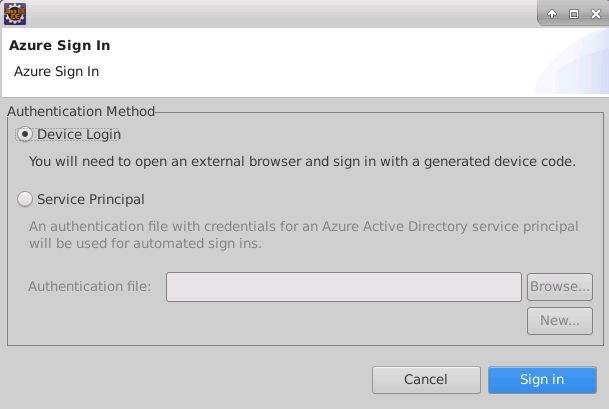 Azure Sign In
Azure Sign In
Authentication Method
Device Login
You will need to open an external browser and sign in with a generated device code.
Service Principal
An authentication file with credentials for an Azure Active Directory service principal
will be used for automated sign ins.
Authentication file:
Browse...
New...
Cancel
Sign in